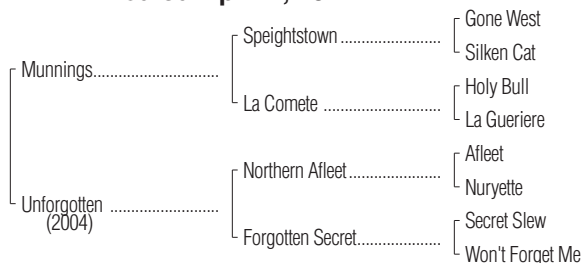 Gone West
Speightstown
Silken Cat
Munnings
Holy Bull
La Comete
La Gueriere
Afleet
Northern Afleet
Nuryette
Unforgotten
(2004)
Secret Slew
Forgotten Secret
Won't Forget Me